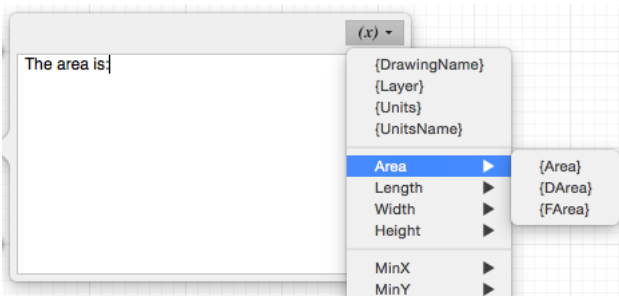 (x)
The area is:
{DrawingName}
{Layer}
{Units}
{UnitsName}
Area
Length
Width
Height
MinX
MinY
{Area}
{DArea}
{FArea}